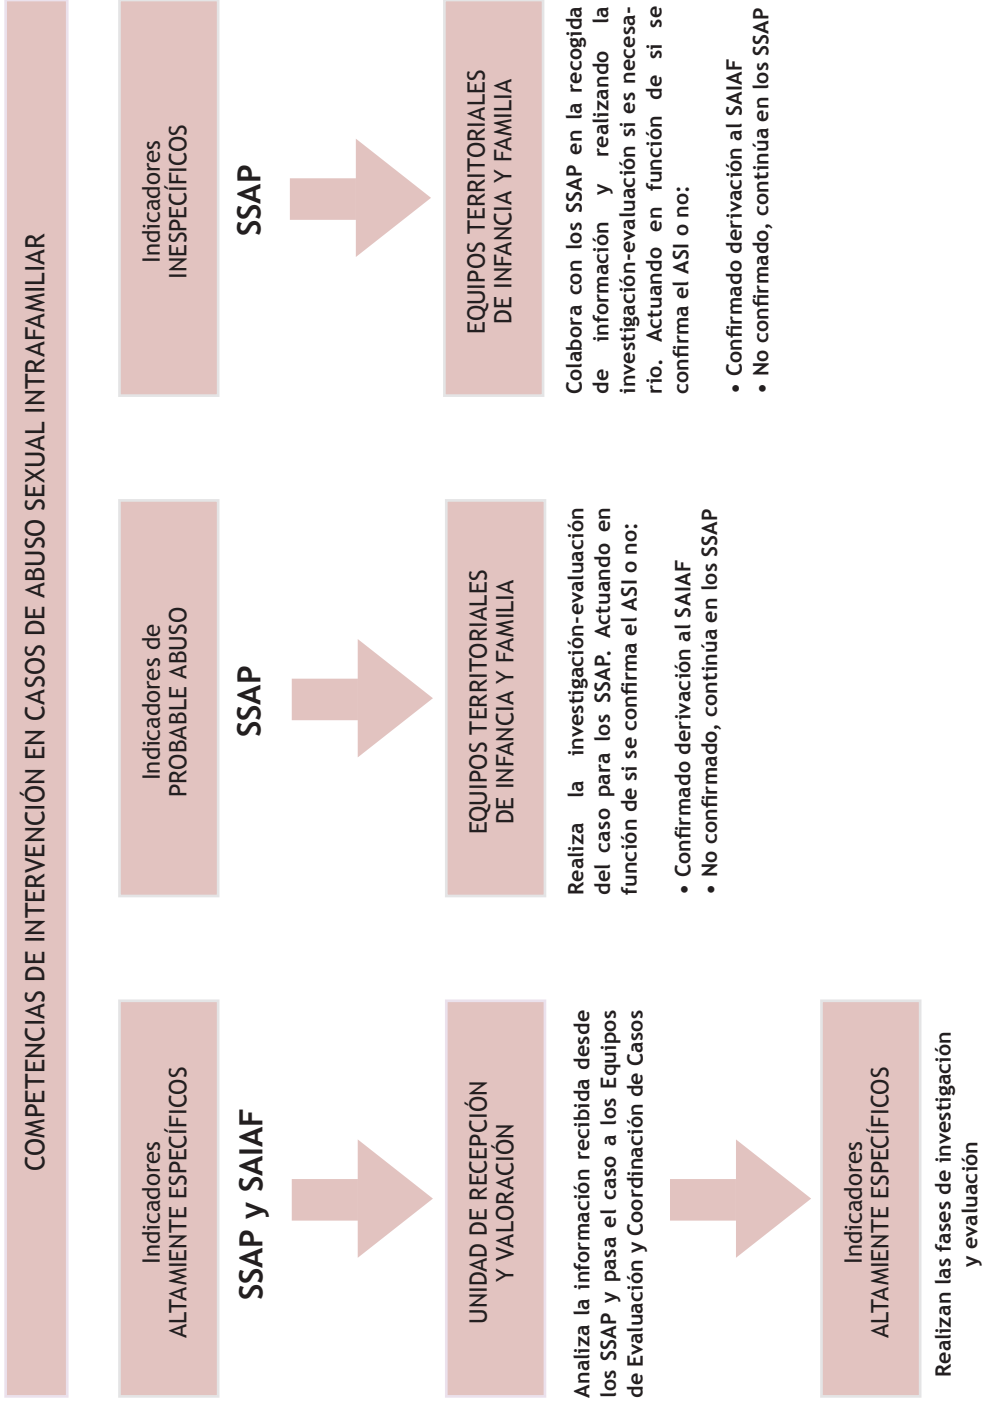 COMPETENCIAS DE INTERVENCIÓN EN CASOS DE ABUSO SEXUAL INTRAFAMILIAR
Indicadores
ALTAMIENTE ESPECÍFICOS
SSAP y SAIAF
UNIDAD DE RECEPCIÓN
Y VALORACIÓN
Analiza la información recibida desde
los SSAP y pasa el caso a los Equipos
de Evaluación y Coordinación de Casos
Indicadores
ALTAMIENTE ESPECÍFICOS
Realizan las fases de investigación
y evaluación
Indicadores de
PROBABLE ABUSO
SSAP
EQUIPOS TERRITORIALES
DE INFANCIA Y FAMILIA
Realiza la investigación-evaluación
del caso para los SSAP. Actuando en
función de si se confirma el ASI o no:
• Confirmado derivación al SAIAF
• No confirmado, continúa en los SSAP
Indicadores
INESPECÍFICOS
SSAP
EQUIPOS TERRITORIALES
DE INFANCIA Y FAMILIA
Colabora con los SSAP en la recogida
de información y realizando la
investigación-evaluación si es necesa-
rio. Actuando en función de si se
confirma el ASI o no:
• Confirmado derivación al SAIAF
• No confirmado, continúa en los SSAP